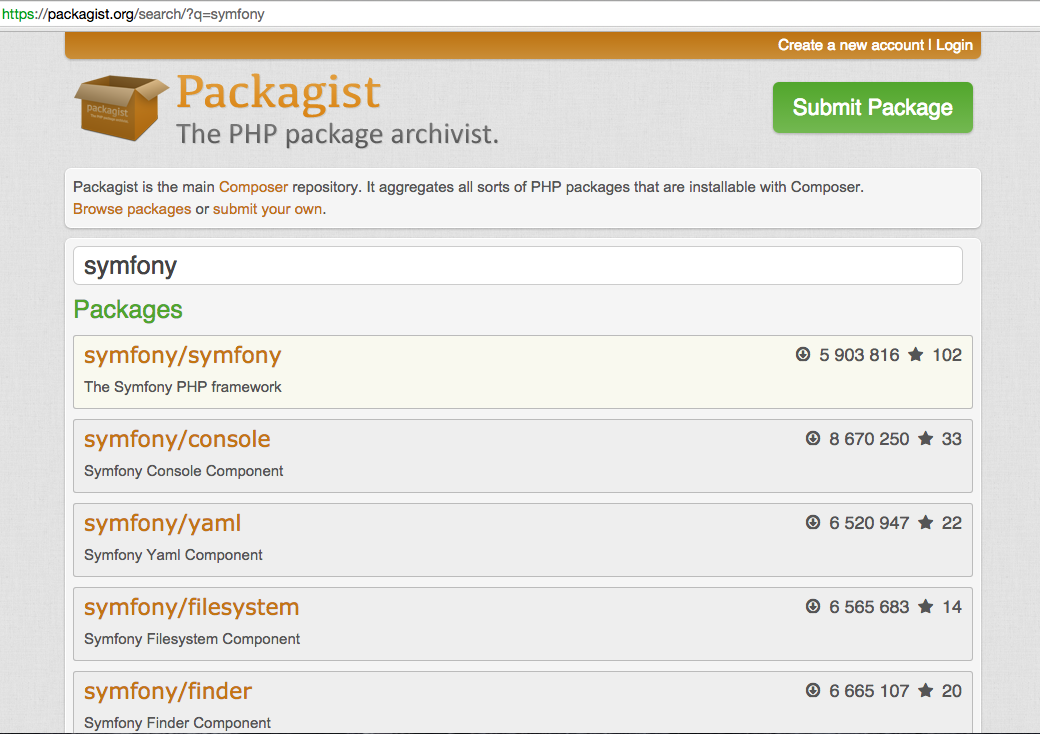 https://packagist.org/search/?q=symfony
Create a new account | Login
packagist
Packagist
The PHP package archivist.
Submit Package
Packagist is the main Composer repository. It aggregates all sorts of PHP packages that are installable with Composer.
Browse packages or submit your own.
symfony
Packages
symfony/symfony 5 903 816 102
The Symfony PHP framework
symfony/console 8 670 250 33
Symfony Console Component
symfony/yaml 6 520 947 22
Symfony Yaml Component
symfony/filesystem 6 565 683 14
Symfony Filesystem Component
symfony/finder 6 665 107 20
Symfony Finder Component